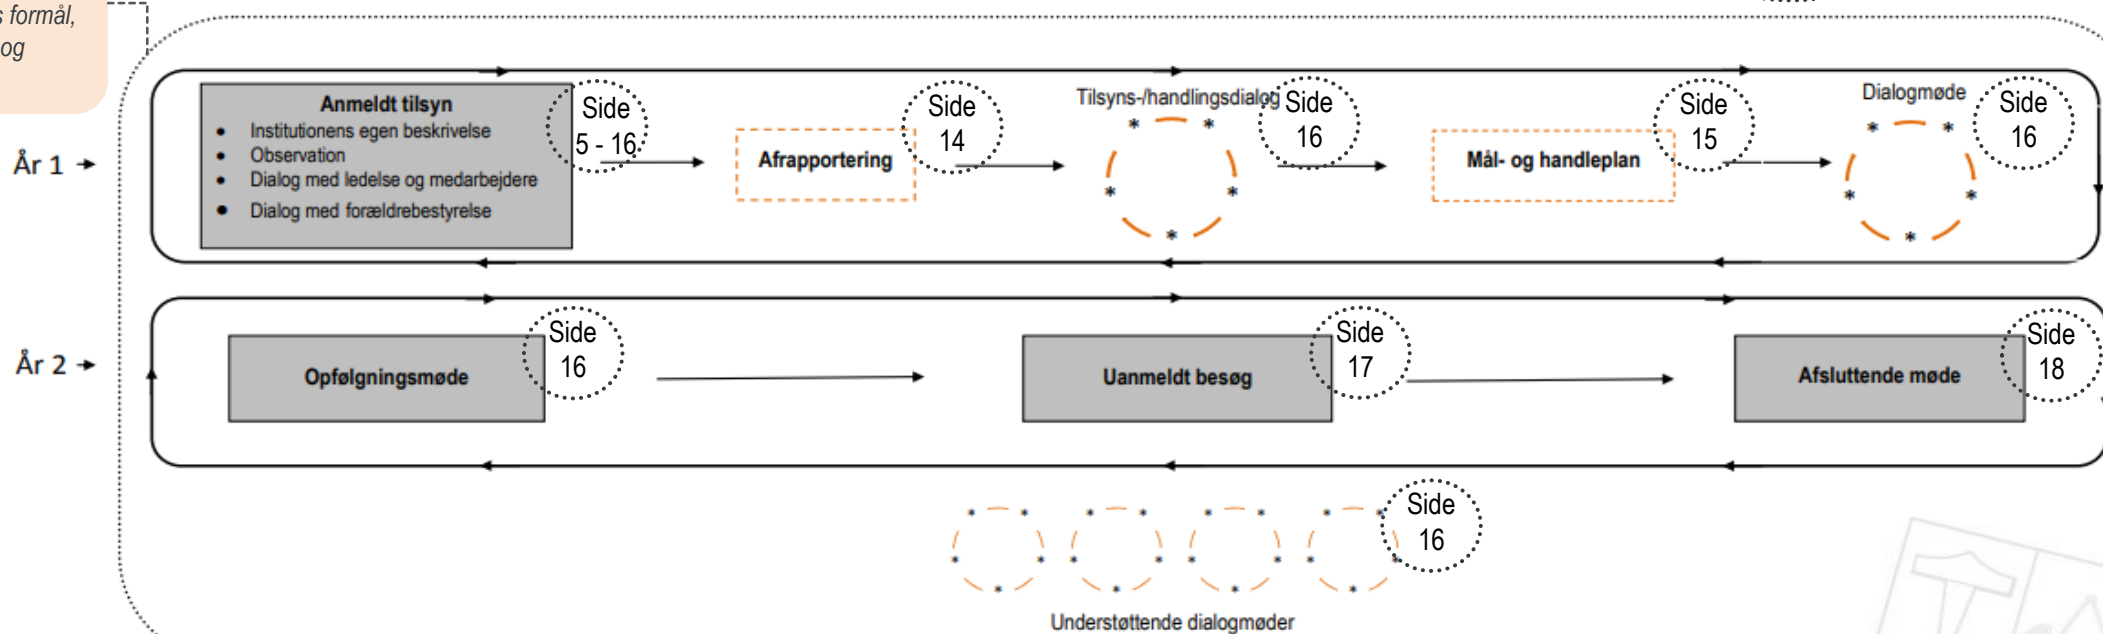 s formål,
og
Anmeldt tilsyn
• Institutionens egen beskrivelse
• Observation
• Dialog med ledelse og medarbejdere
• Dialog med forældrebestyrelse
Side
5 - 16
År 1
Afrapportering
Side
14
Tilsyns-/handlingsdialog
Side
16
Mål- og handleplan
Side
15
Dialogmøde
Side
16
År 2
Opfølgningsmøde
Side
16
Uanmeldt besøg
Side
17
Afsluttende møde
Side
18
Side
16
Understøttende dialogmøder